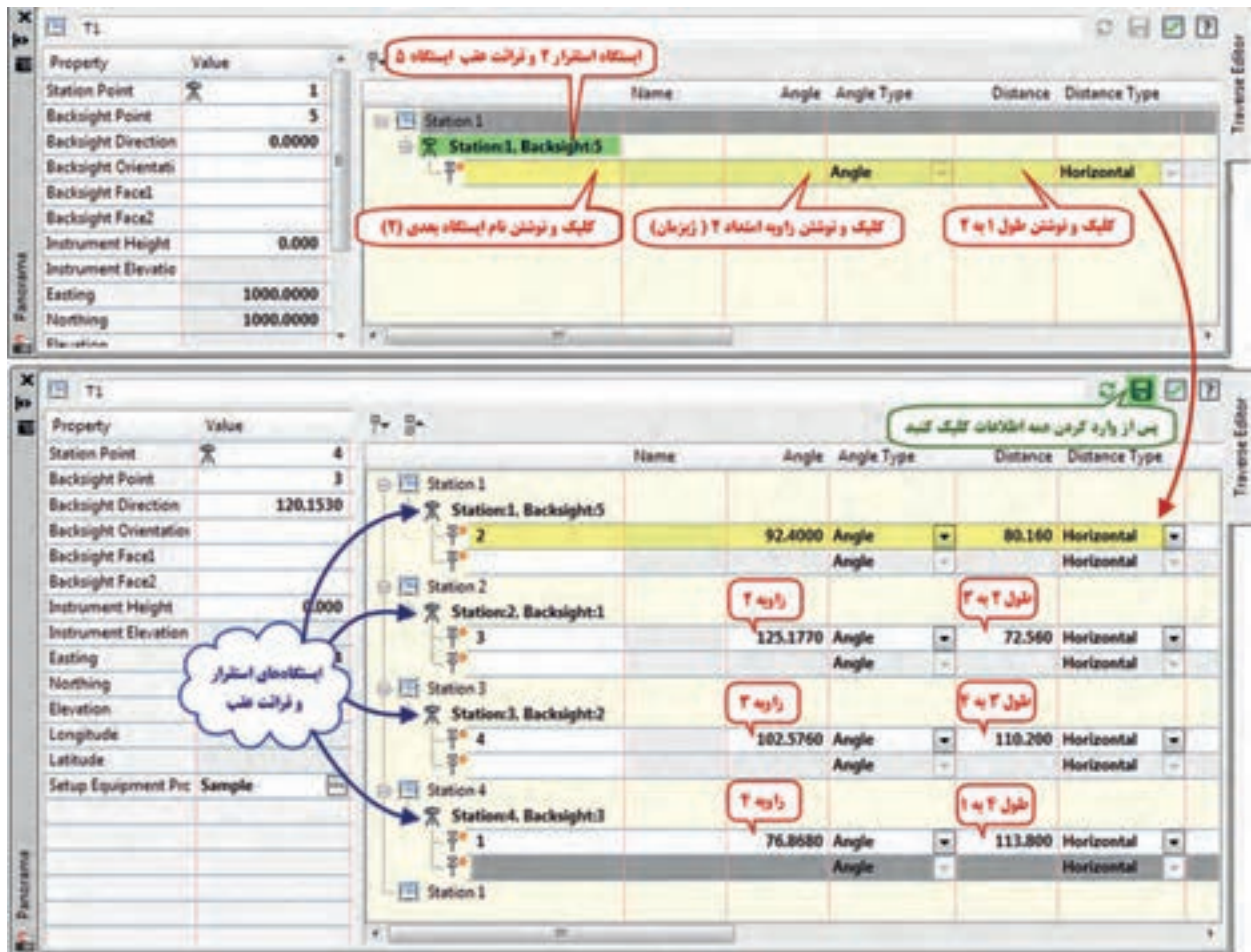 T1
Property Value
Station Point 1
Backsight Point 5
Backsight Direction 0.0000
Backsight Orientati
Backsight Face1
Backsight Face2
Instrument Height 0.000
Instrument Elevatio
Easting 1000.0000
Northing 1000.0000
Elevation
Panorama
Traverse Editor
ایستگاه استقرار ۲ و قرائت عقب ایستگاه ۵
Name Angle Angle Type Distance Distance Type
Station 1
Station:1, Backsight:5
Angle Horizontal
کلیک و نوشتن نام ایستگاه بعدی (۲)
کلیک و نوشتن زاویه امتداد ۲ (ژیزمان)
کلیک و نوشتن طول ۱ به ۲
T1
Property Value
Station Point 4
Backsight Point 3
Backsight Direction 120.1530
Backsight Orientation
Backsight Face1
Backsight Face2
Instrument Height 0.000
Instrument Elevation
Easting
Northing
Elevation
Longitude
Latitude
Setup Equipment Prc Sample
Panorama
Traverse Editor
پس از وارد کردن همه اطلاعات کلیک کنید
Name Angle Angle Type Distance Distance Type
Station 1
Station:1, Backsight:5
2 92.4000 Angle 80.160 Horizontal
Angle Horizontal
Station 2
زاویه ۲
طول ۲ به ۳
Station:2, Backsight:1
3 125.1770 Angle 72.560 Horizontal
Angle Horizontal
Station 3
زاویه ۳
طول ۳ به ۴
Station:3, Backsight:2
4 102.5760 Angle 110.200 Horizontal
Angle Horizontal
Station 4
زاویه ۴
طول ۴ به ۱
Station:4, Backsight:3
1 76.8680 Angle 113.800 Horizontal
Angle Horizontal
Station 1
ایستگاه‌های استقرار
و قرائت عقب